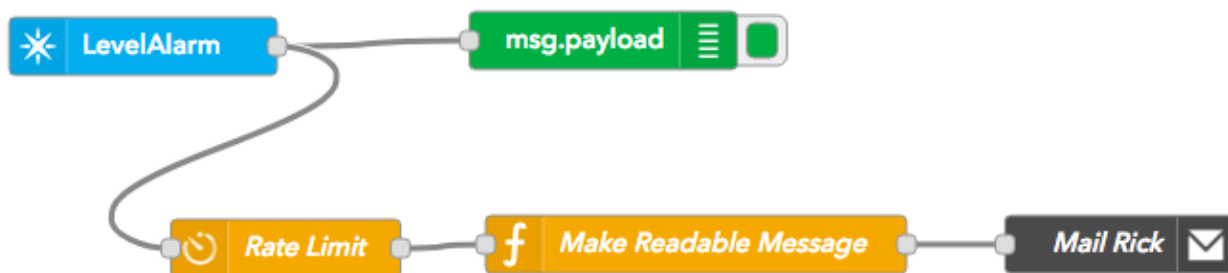 LevelAlarm
msg.payload
Rate Limit
Make Readable Message
Mail Rick